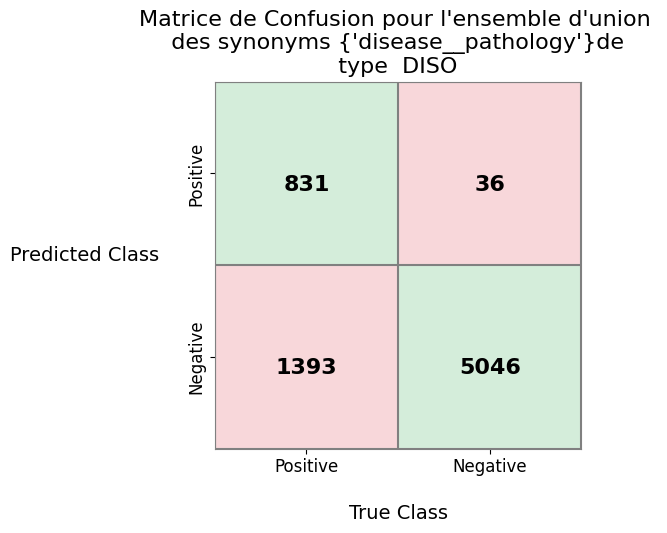 Matrice de Confusion pour l'ensemble d'union
des synonyms {'disease__pathology'}de
type  DISO
Positive
831
36
Predicted Class
Negative
1393
5046
Positive
Negative
True Class